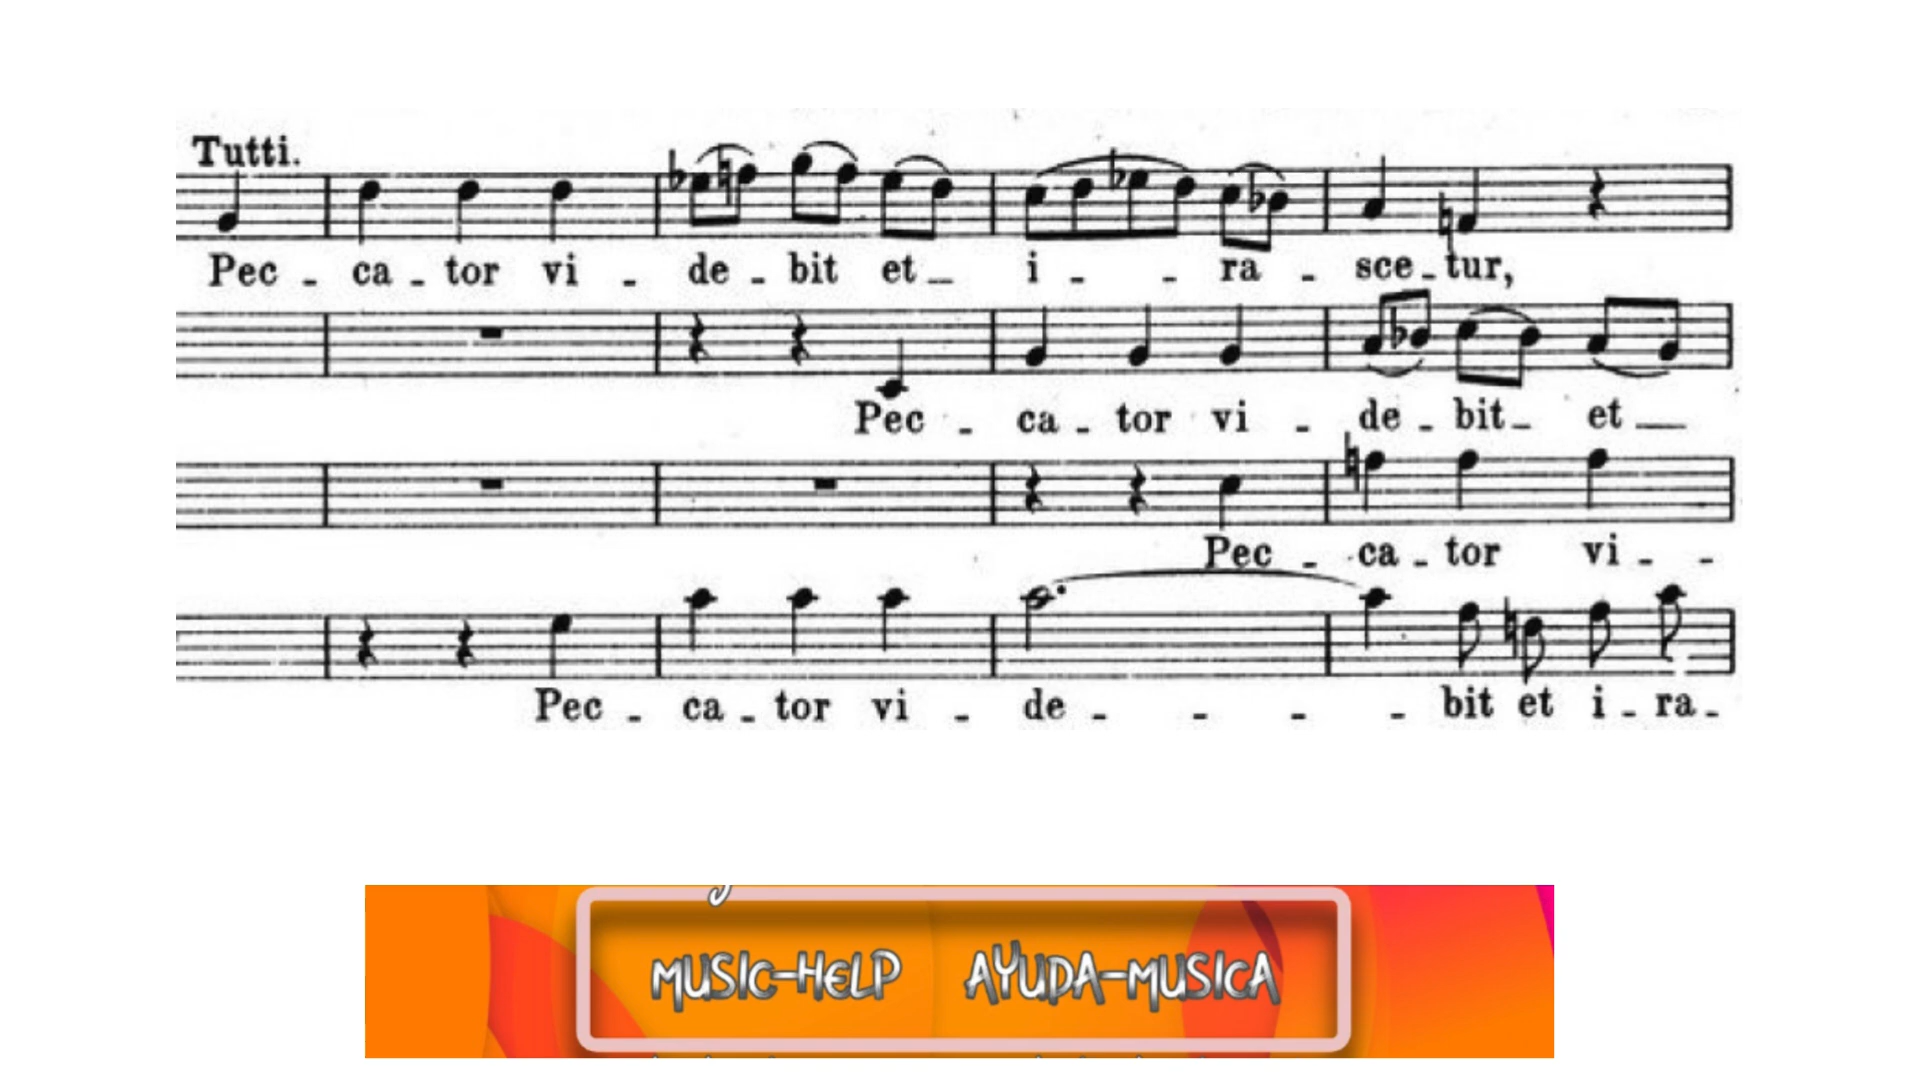 Tutti.
Pec - ca - tor vi - de - bit et - i - - ra - sce - tur,
Pec - ca - tor vi - de - bit - et
Pec - ca - tor vi - -
Pec - ca - tor vi - de - - - - bit et i - ra -
MUSIC-HELP AYUDA-MUSICA